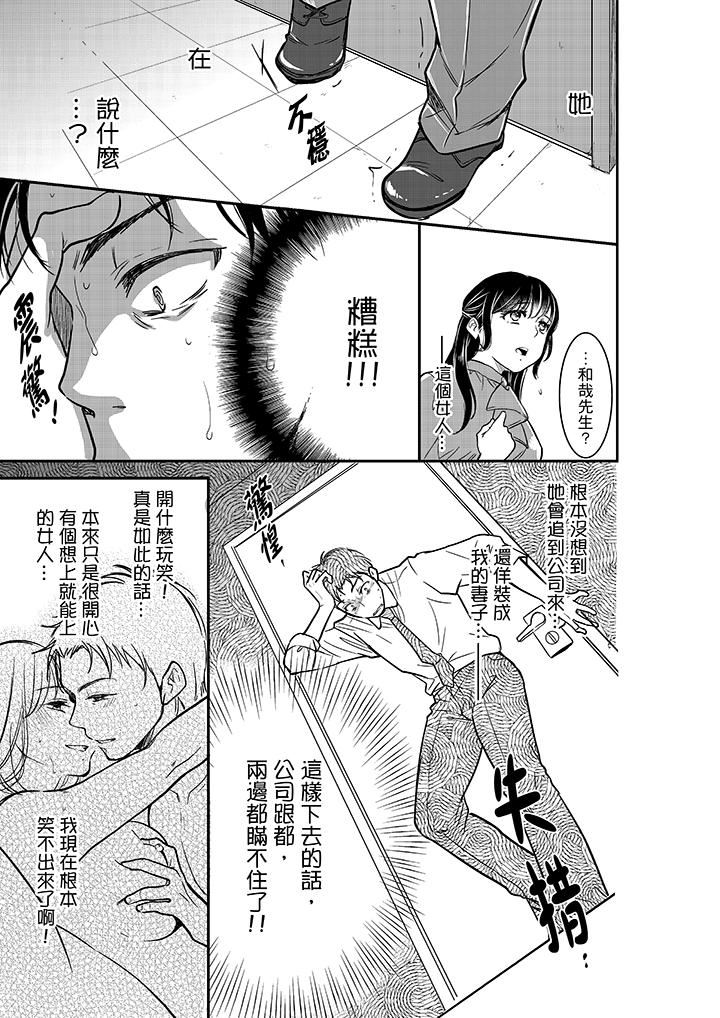 她
在
說什麼
…？
不穩
…和哉先生？
—這個女人…
糟糕!!!
震驚！
根本沒想到
她會追到公司來…
還佯裝成
我的妻子…
驚惶，
失措…
這樣下去的話，
公司跟都，
兩邊都瞞不住了!!
開什麼玩笑！
真是如此的話…
本來只是很開心
有個想上就能上
的女人…
我現在根本
笑不出來了啊！